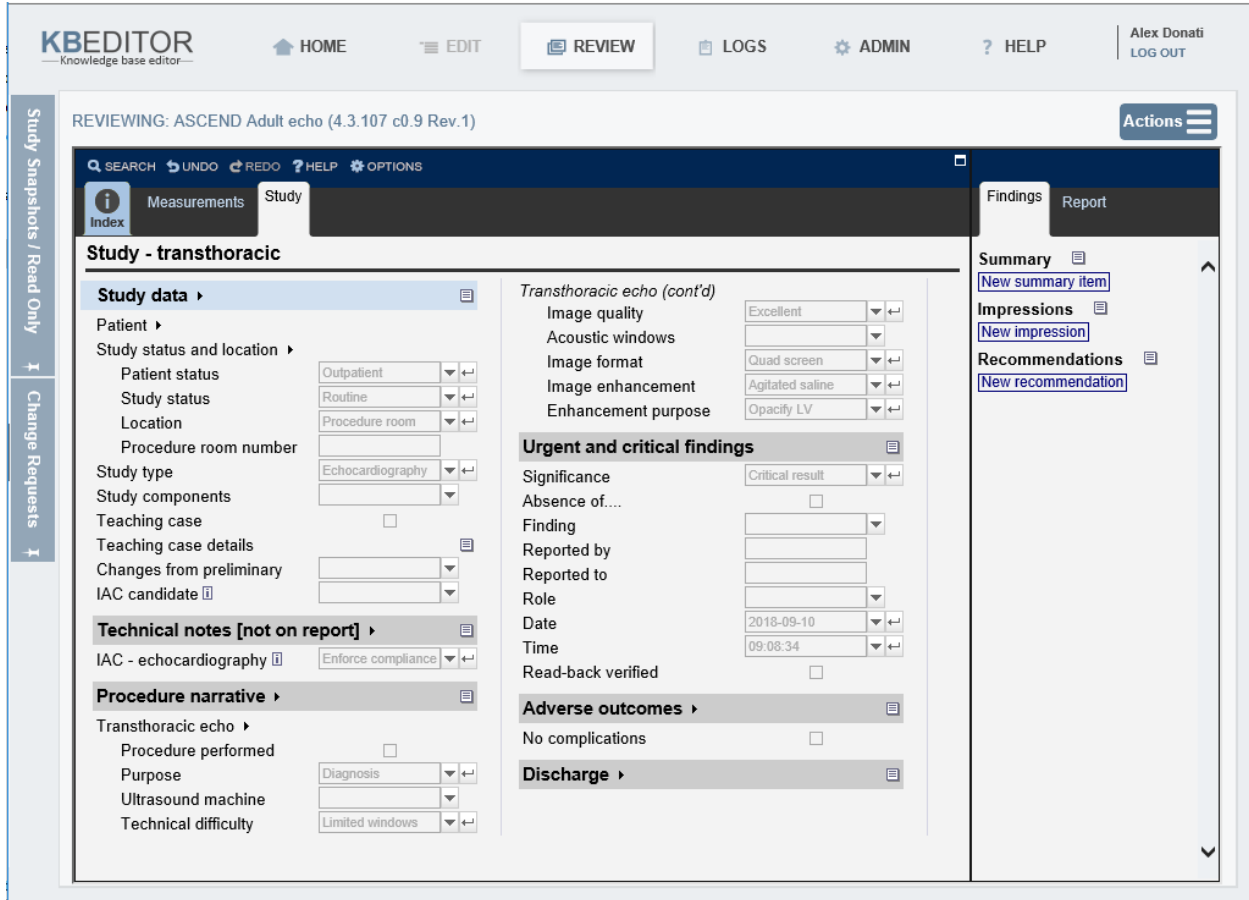 KBEDITOR
Knowledge base editor
HOME
EDIT
REVIEW
LOGS
ADMIN
? HELP
Alex Donati
LOG OUT
Study Snapshots / Read Only
Change Requests
REVIEWING: ASCEND Adult echo (4.3.107 c0.9 Rev.1)
Actions
SEARCH UNDO REDO ? HELP OPTIONS
i
Index
Measurements
Study
Study - transthoracic
Study data
Patient
Study status and location
Patient status Outpatient
Study status Routine
Location Procedure room
Procedure room number
Study type Echocardiography
Study components
Teaching case
Teaching case details
Changes from preliminary
IAC candidate i
Technical notes [not on report]
IAC - echocardiography i Enforce compliance
Procedure narrative
Transthoracic echo
Procedure performed
Purpose Diagnosis
Ultrasound machine
Technical difficulty Limited windows
Transthoracic echo (cont'd)
Image quality Excellent
Acoustic windows
Image format Quad screen
Image enhancement Agitated saline
Enhancement purpose Opacify LV
Urgent and critical findings
Significance Critical result
Absence of....
Finding
Reported by
Reported to
Role
Date 2018-09-10
Time 09:08:34
Read-back verified
Adverse outcomes
No complications
Discharge
Findings
Report
Summary
New summary item
Impressions
New impression
Recommendations
New recommendation